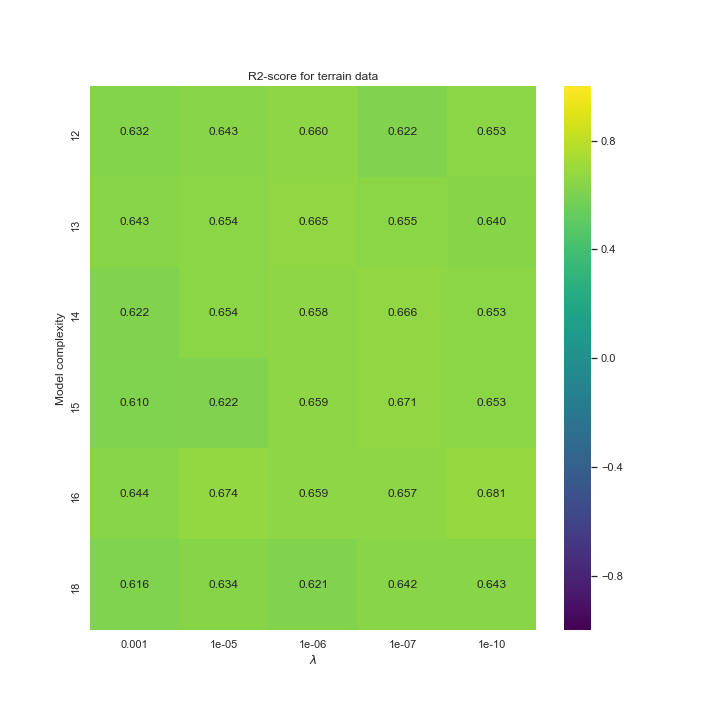 R2-score for terrain data
12 0.632 0.643 0.660 0.622 0.653
13 0.643 0.654 0.665 0.655 0.640
14 0.622 0.654 0.658 0.666 0.653
15 0.610 0.622 0.659 0.671 0.653
16 0.644 0.674 0.659 0.657 0.681
18 0.616 0.634 0.621 0.642 0.643
0.001 1e-05 1e-06 1e-07 1e-10
λ
Model complexity
0.8
0.4
0.0
−0.4
−0.8